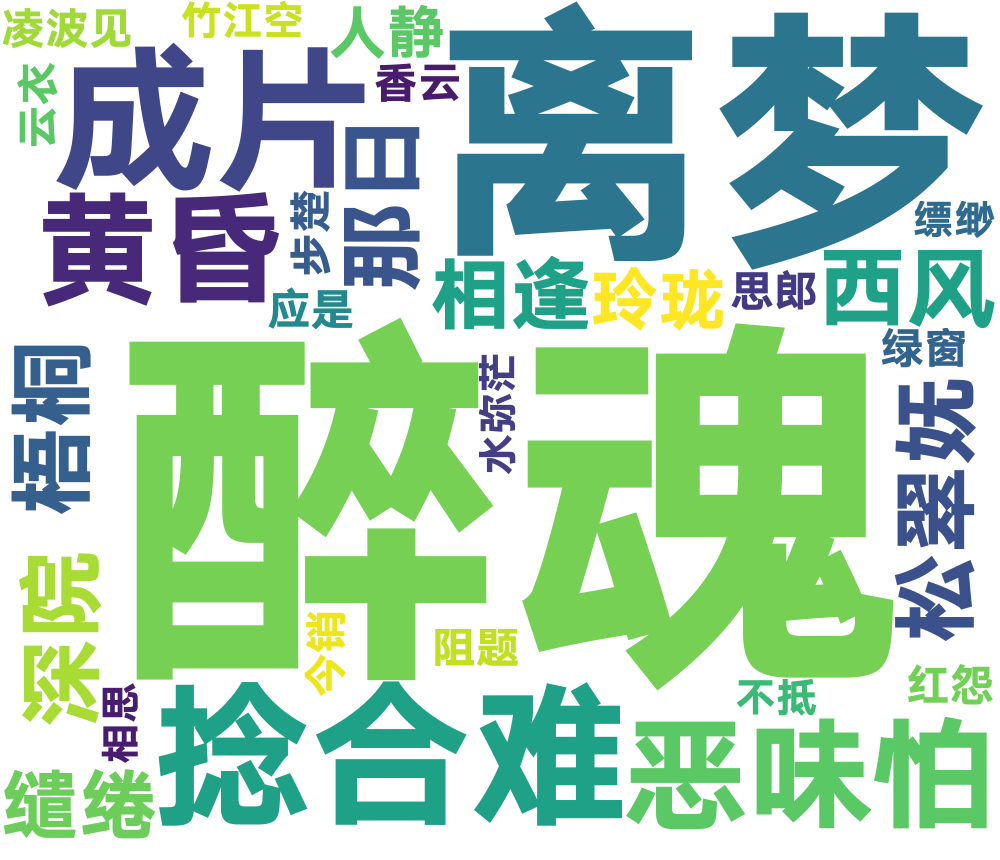 凌波见
竹江空
人静
离梦
成片
香云
云衣
那日
黄昏
步楚
缥缈
应是
相逢
玲珑
思郎
西风
绿窗
醉魂
梧桐
水弥茫
松翠妩
深院
今销
阻题
相思
缱绻
捻合难
恶味怕
不抵
红怨